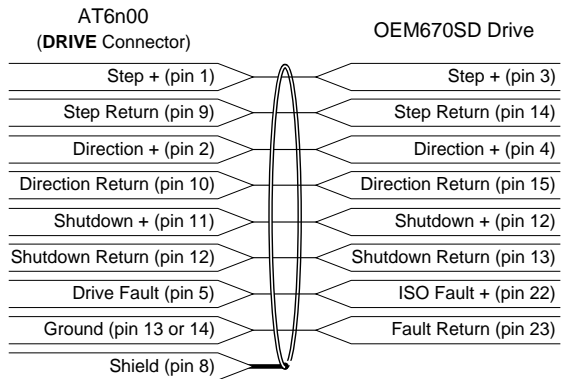 AT6n00
(DRIVE Connector)
OEM670SD Drive
Step + (pin 1)
Step + (pin 3)
Step Return (pin 9)
Step Return (pin 14)
Direction + (pin 2)
Direction + (pin 4)
Direction Return (pin 10)
Direction Return (pin 15)
Shutdown + (pin 11)
Shutdown + (pin 12)
Shutdown Return (pin 12)
Shutdown Return (pin 13)
Drive Fault (pin 5)
ISO Fault + (pin 22)
Ground (pin 13 or 14)
Fault Return (pin 23)
Shield (pin 8)